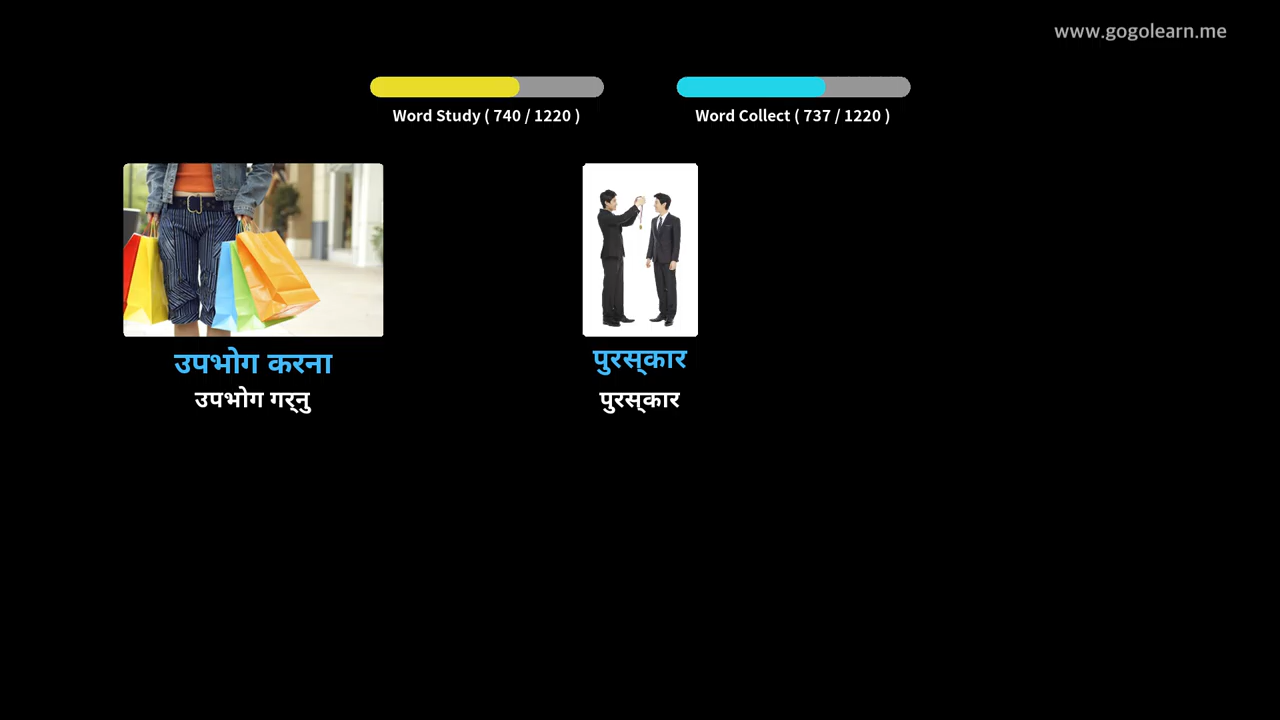 www.gogolearn.me
Word Study ( 740 / 1220 )
Word Collect ( 737 / 1220 )
उपभोग करना
उपभोग गर्नु
पुरस्कार
पुरस्कार